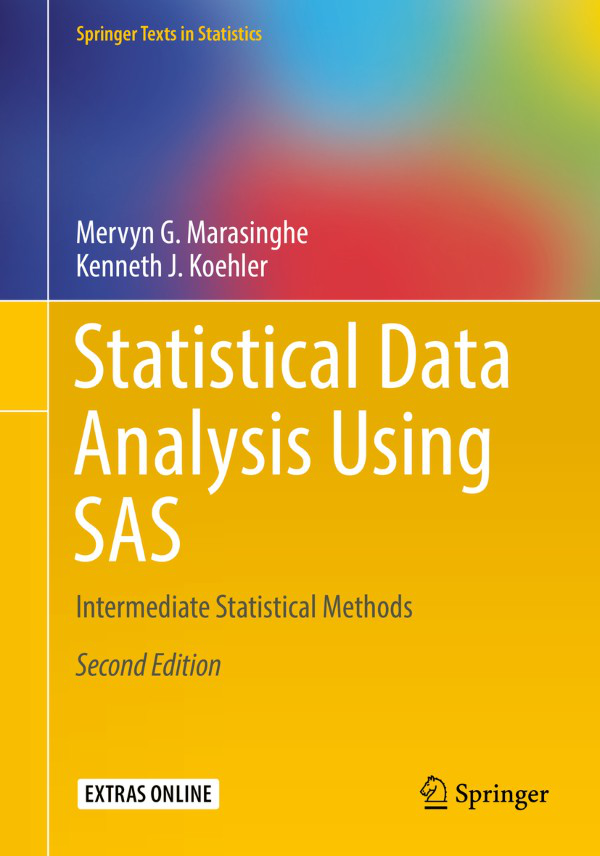 Springer Texts in Statistics
Mervyn G. Marasinghe
Kenneth J. Koehler
Statistical Data
Analysis Using
SAS
Intermediate Statistical Methods
Second Edition
EXTRAS ONLINE
Springer